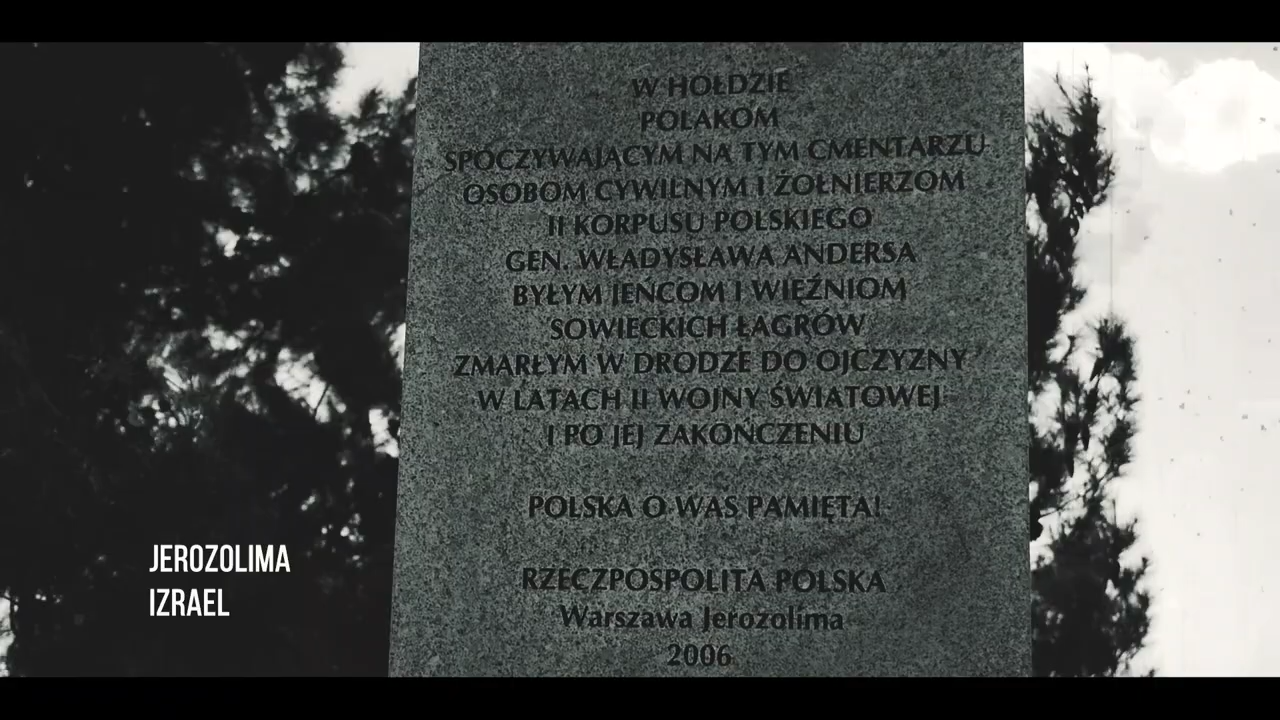 W HOŁDZIE
POLAKOM
SPOCZYWAJĄCYM NA TYM CMENTARZU
OSOBOM CYWILNYM I ŻOŁNIERZOM
II KORPUSU POLSKIEGO
GEN. WŁADYSŁAWA ANDERSA
BYŁYM JEŃCOM I WIĘŹNIOM
SOWIECKICH ŁAGRÓW
ZMARŁYM W DRODZE DO OJCZYZNY
W LATACH II WOJNY ŚWIATOWEJ
I PO JEJ ZAKOŃCZENIU
POLSKA O WAS PAMIĘTA!
RZECZPOSPOLITA POLSKA
Warszawa Jerozolima
2006
JEROZOLIMA
IZRAEL